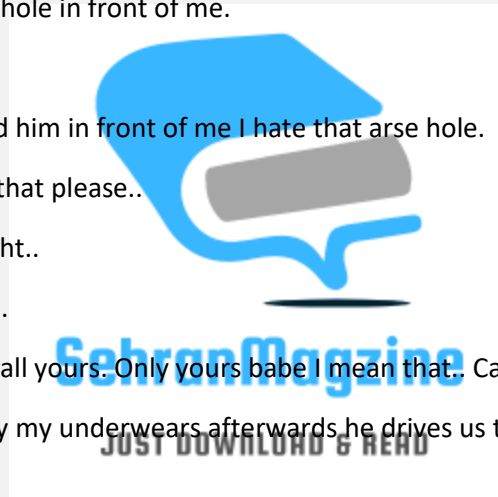 hole in front of me.
d him in front of me I hate that arse hole.
that please..
ht..
.
all yours. Only yours babe I mean that.. Ca
SehranMagzine
y my underwears afterwards he drives us t
JUST DOWNLOAD & READ